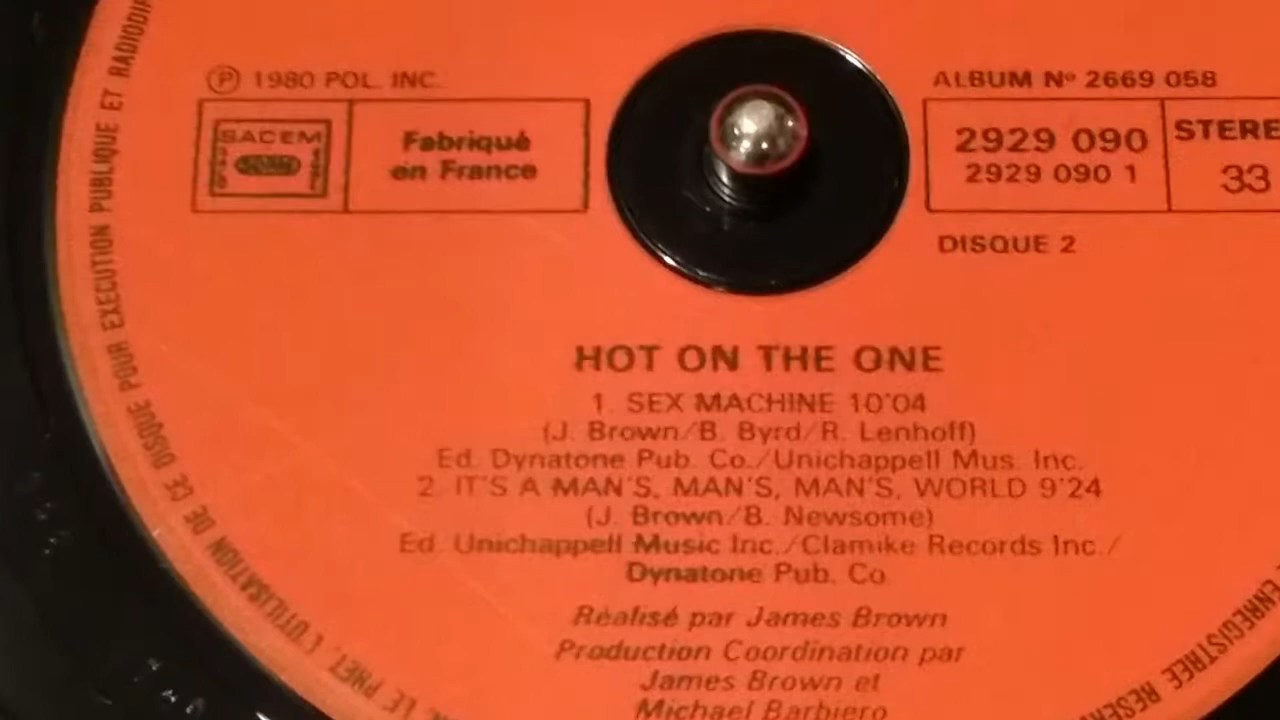 ℗ 1980 POL. INC.
SACEM
Fabriqué
en France
ALBUM Nº 2669 058
2929 090
2929 090 1
STERE
33
DISQUE 2
HOT ON THE ONE
1. SEX MACHINE 10'04
(J. Brown/B. Byrd/R. Lenhoff)
Ed. Dynatone Pub. Co./Unichappell Mus. Inc.
2. IT'S A MAN'S, MAN'S, MAN'S, WORLD 9'24
(J. Brown/B. Newsome)
Ed. Unichappell Music Inc./Clamike Records Inc./
Dynatone Pub. Co
Réalisé par James Brown
Production Coordination par
James Brown et
Michael Barbiero
LE PRET, L'UTILISATION DE CE DISQUE POUR EXECUTION PUBLIQUE ET RADIODIF
ENREGISTREE RESER